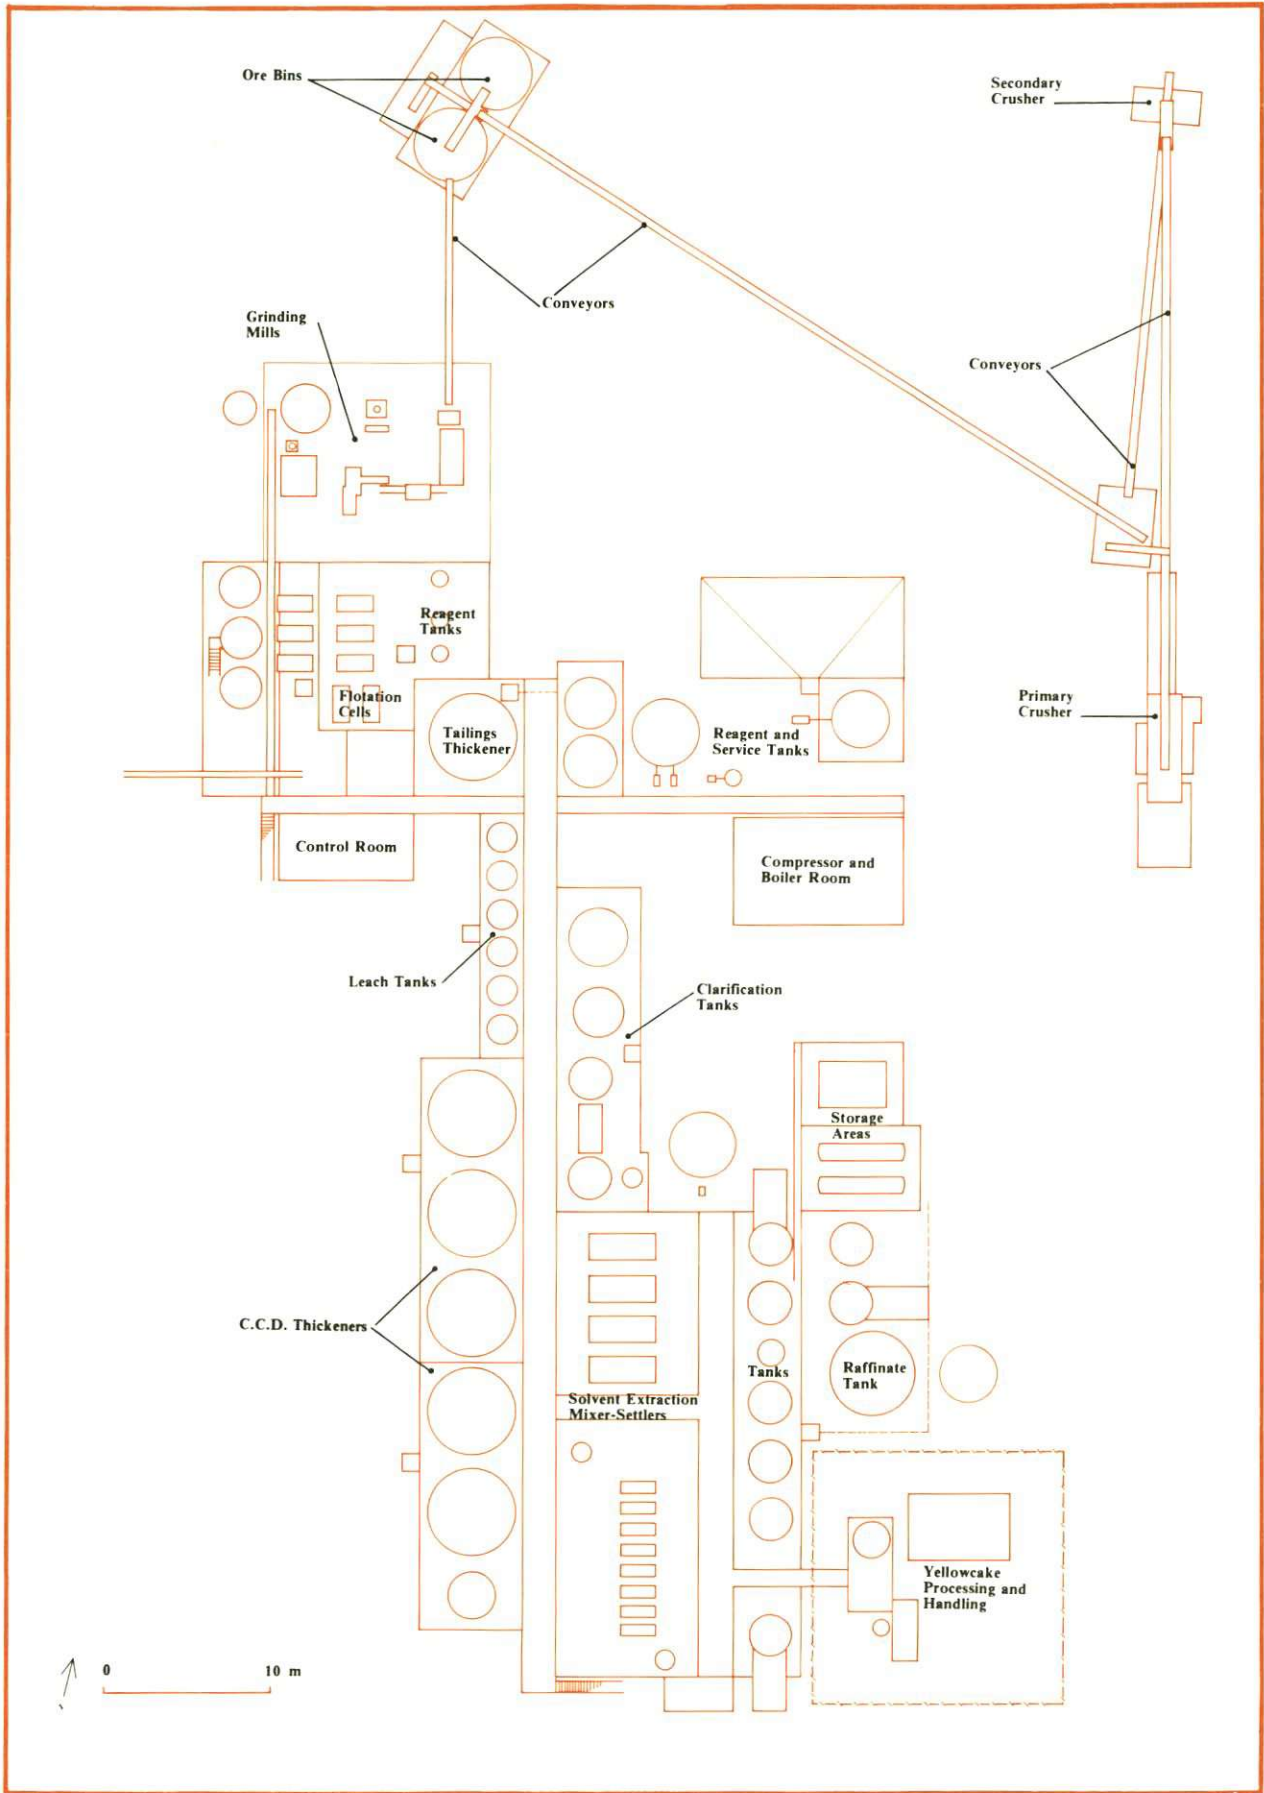 Ore Bins
Secondary
Crusher
Conveyors
Grinding
Mills
Conveyors
Reagent
Tanks
Flotation
Cells
Tailings
Thickener
Reagent and
Service Tanks
Primary
Crusher
Control Room
Compressor and
Boiler Room
Leach Tanks
Clarification
Tanks
Storage
Areas
C.C.D. Thickeners
Tanks
Raffinate
Tank
Solvent Extraction
Mixer-Settlers
Yellowcake
Processing and
Handling
0 10 m